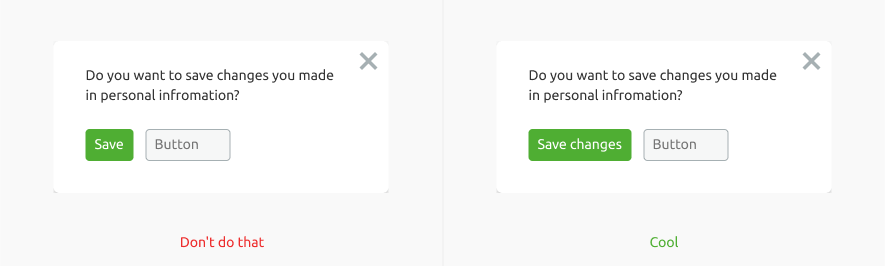 Do you want to save changes you made
in personal infromation?
Save Button
Don't do that
Do you want to save changes you made
in personal infromation?
Save changes Button
Cool